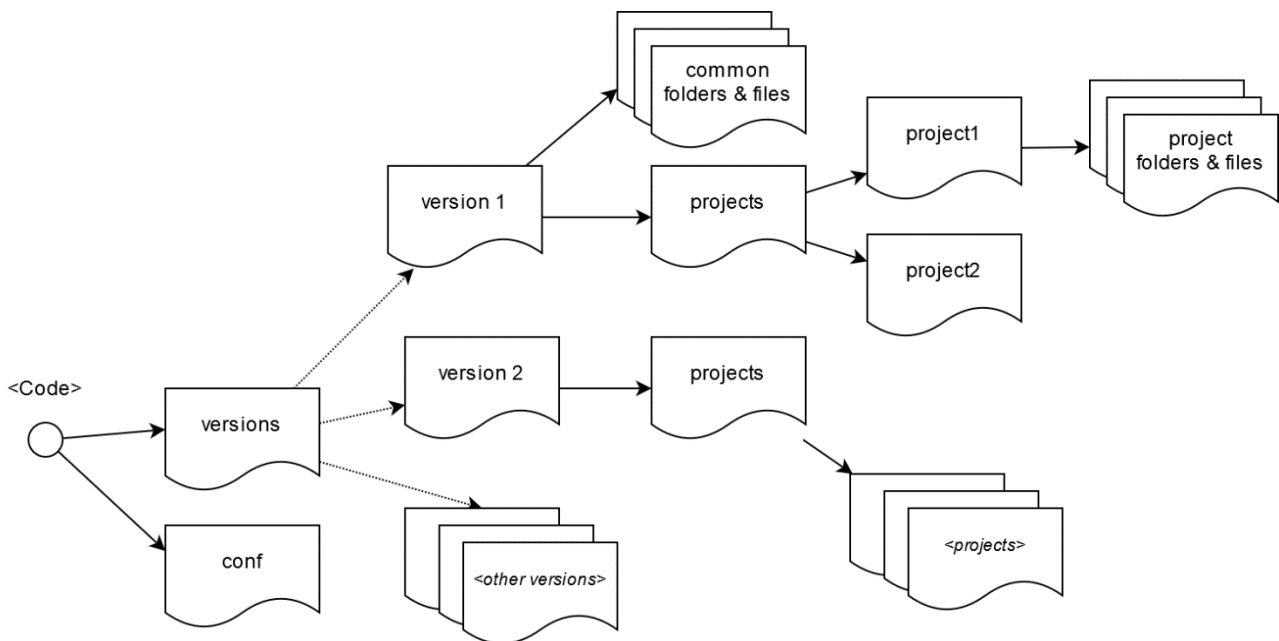 common
folders & files
project1
project
folders & files
version 1
projects
project2
version 2
projects
<Code>
versions
conf
<other versions>
<projects>